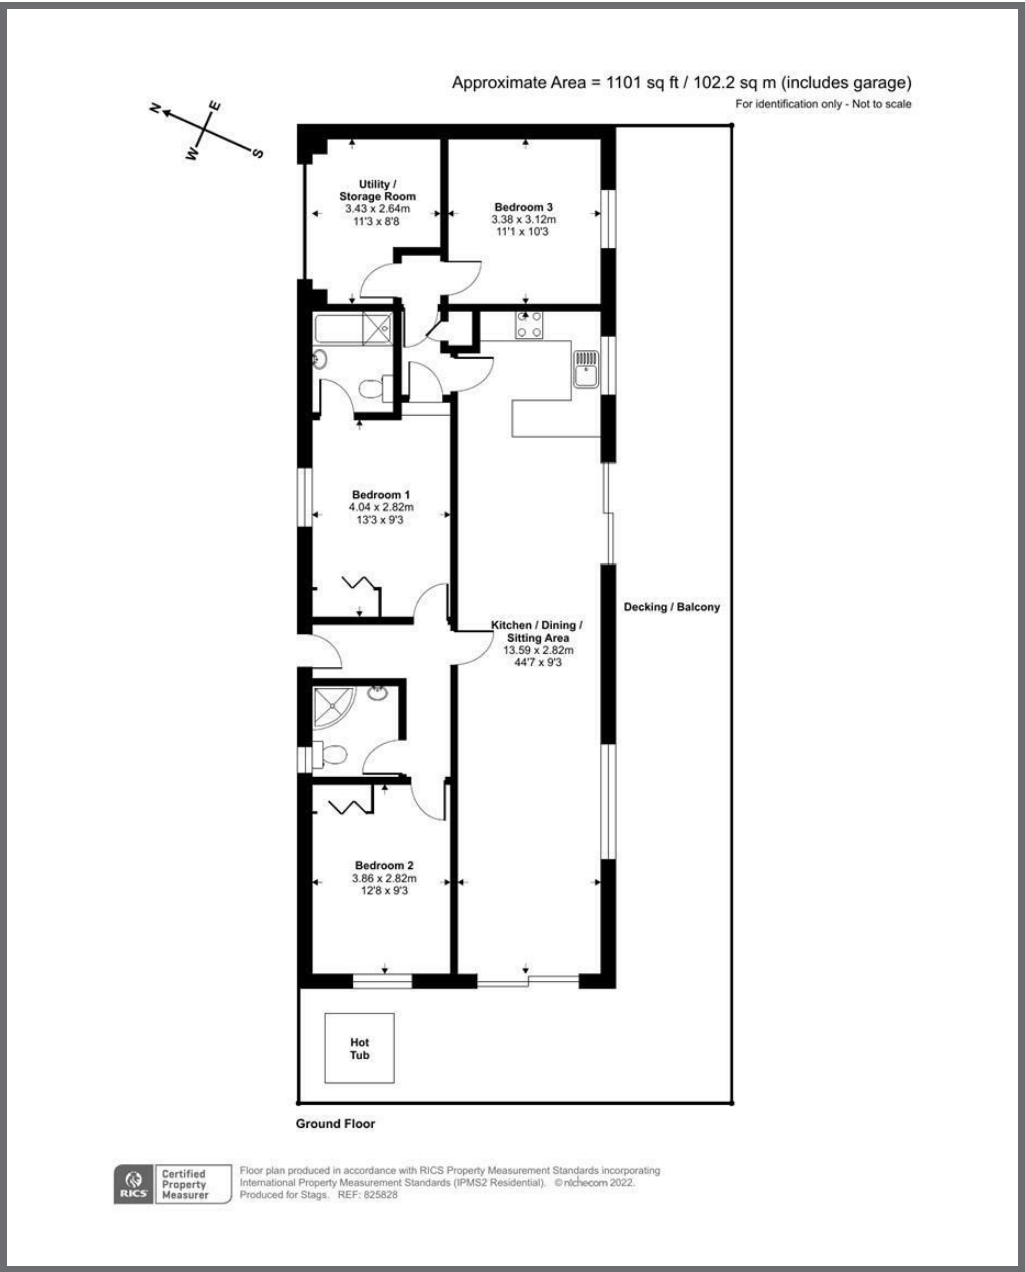 Approximate Area = 1101 sq ft / 102.2 sq m (includes garage)
For identification only - Not to scale
N
E
W
S
Utility /
Storage Room
3.43 x 2.64m
11'3 x 8'8
Bedroom 3
3.38 x 3.12m
11'1 x 10'3
Bedroom 1
4.04 x 2.82m
13'3 x 9'3
Decking / Balcony
Kitchen / Dining /
Sitting Area
13.59 x 2.82m
44'7 x 9'3
Bedroom 2
3.86 x 2.82m
12'8 x 9'3
Hot
Tub
Ground Floor
RICS
Certified
Property
Measurer
Floor plan produced in accordance with RICS Property Measurement Standards incorporating
International Property Measurement Standards (IPMS2 Residential). © nichecom 2022.
Produced for Stags. REF: 825828